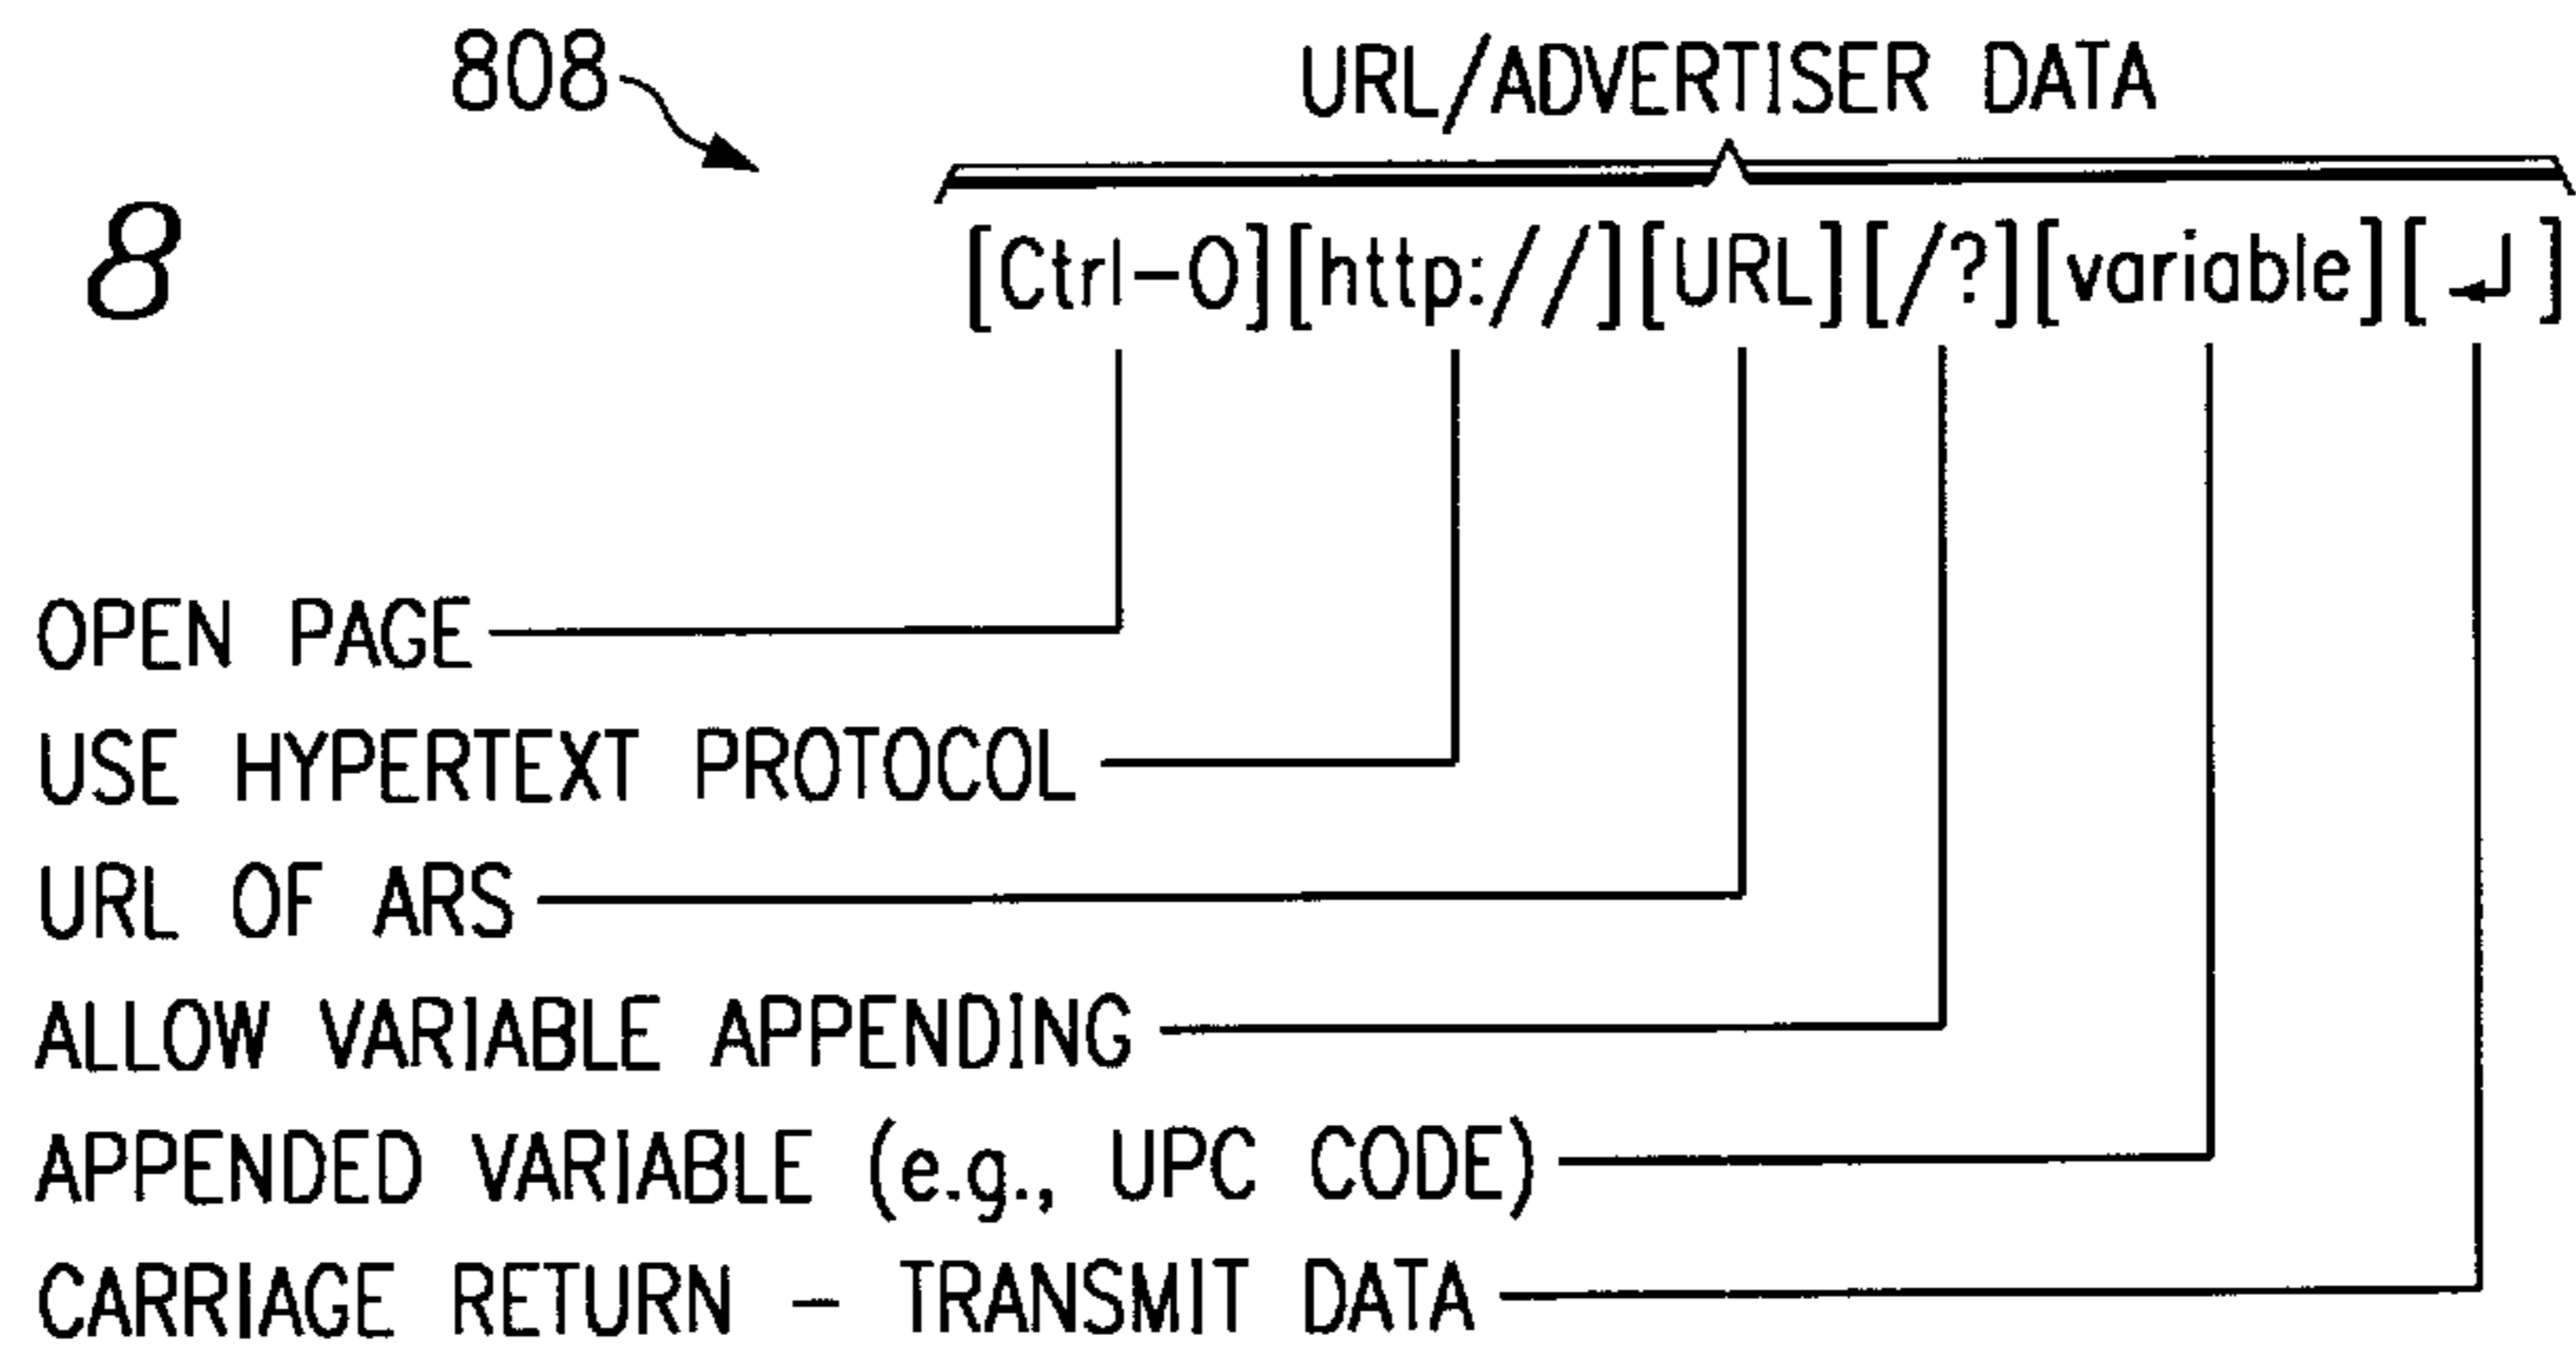 808
URL/ADVERTISER DATA
8
[Ctrl-O][http://][URL][/?][variable][↵]
OPEN PAGE
USE HYPERTEXT PROTOCOL
URL OF ARS
ALLOW VARIABLE APPENDING
APPENDED VARIABLE (e.g., UPC CODE)
CARRIAGE RETURN – TRANSMIT DATA